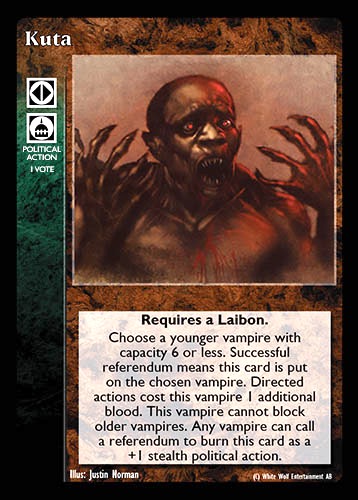 Kuta
POLITICAL
ACTION
1 VOTE
Requires a Laibon.
Choose a younger vampire with
capacity 6 or less. Successful
referendum means this card is put
on the chosen vampire. Directed
actions cost this vampire 1 additional
blood. This vampire cannot block
older vampires. Any vampire can call
a referendum to burn this card as a
+1 stealth political action.
Illus: Justin Norman
(C) White Wolf Entertainment AB